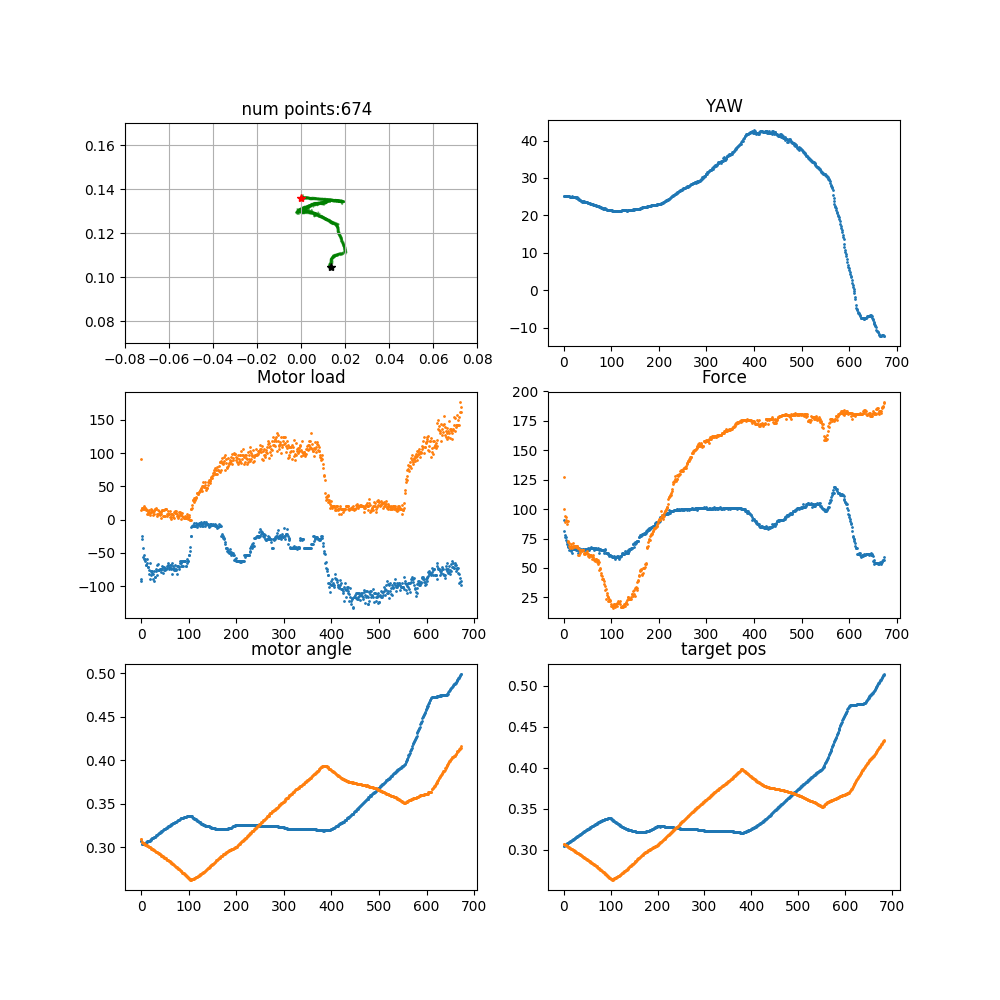 num points:674
0.16
0.14
0.12
0.10
0.08
−0.08 −0.06 −0.04 −0.02 0.00 0.02 0.04 0.06 0.08
YAW
40
30
20
10
0
−10
0 100 200 300 400 500 600 700
Motor load
150
100
50
0
−50
−100
0 100 200 300 400 500 600 700
Force
200
175
150
125
100
75
50
25
0 100 200 300 400 500 600 700
motor angle
0.50
0.45
0.40
0.35
0.30
0 100 200 300 400 500 600 700
target pos
0.50
0.45
0.40
0.35
0.30
0 100 200 300 400 500 600 700